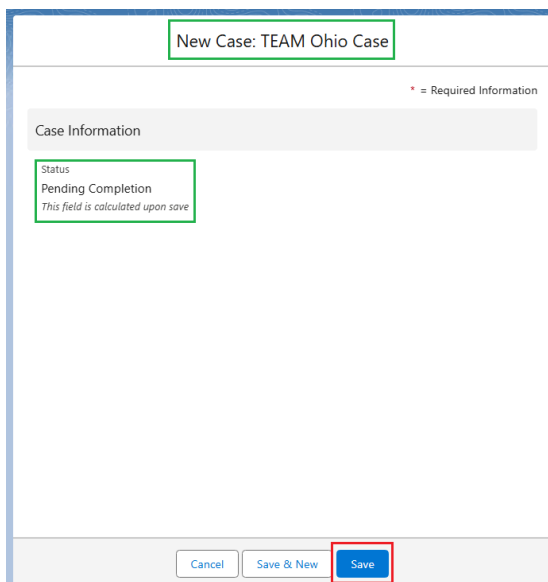 New Case: TEAM Ohio Case
* = Required Information
Case Information
Status
Pending Completion
This field is calculated upon save
Cancel
Save & New
Save